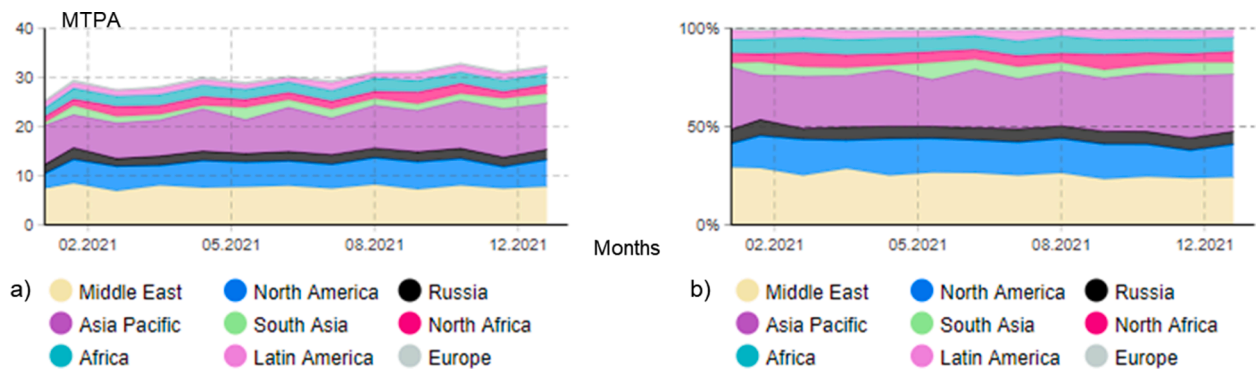 MTPA
40
30
20
10
0
02.2021 05.2021 08.2021 12.2021
100%
50%
0%
02.2021 05.2021 08.2021 12.2021
Months
a) Middle East North America Russia
Asia Pacific South Asia North Africa
Africa Latin America Europe
b) Middle East North America Russia
Asia Pacific South Asia North Africa
Africa Latin America Europe